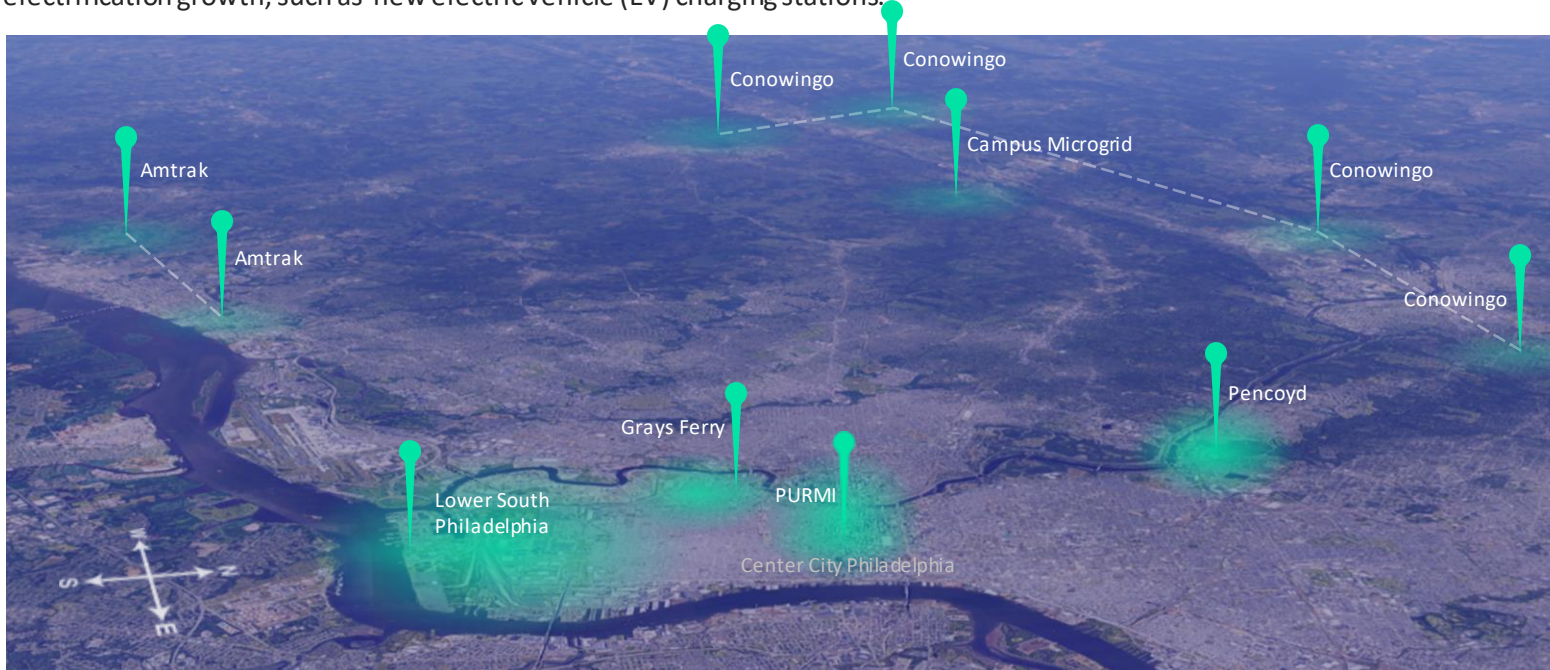 electrification growth, such as new electric vehicle (EV) charging stations.
Conowingo
Conowingo
Campus Microgrid
Amtrak
Conowingo
Amtrak
Conowingo
Pencoyd
Grays Ferry
Lower South
Philadelphia
PURMI
Center City Philadelphia
W
S
N
E